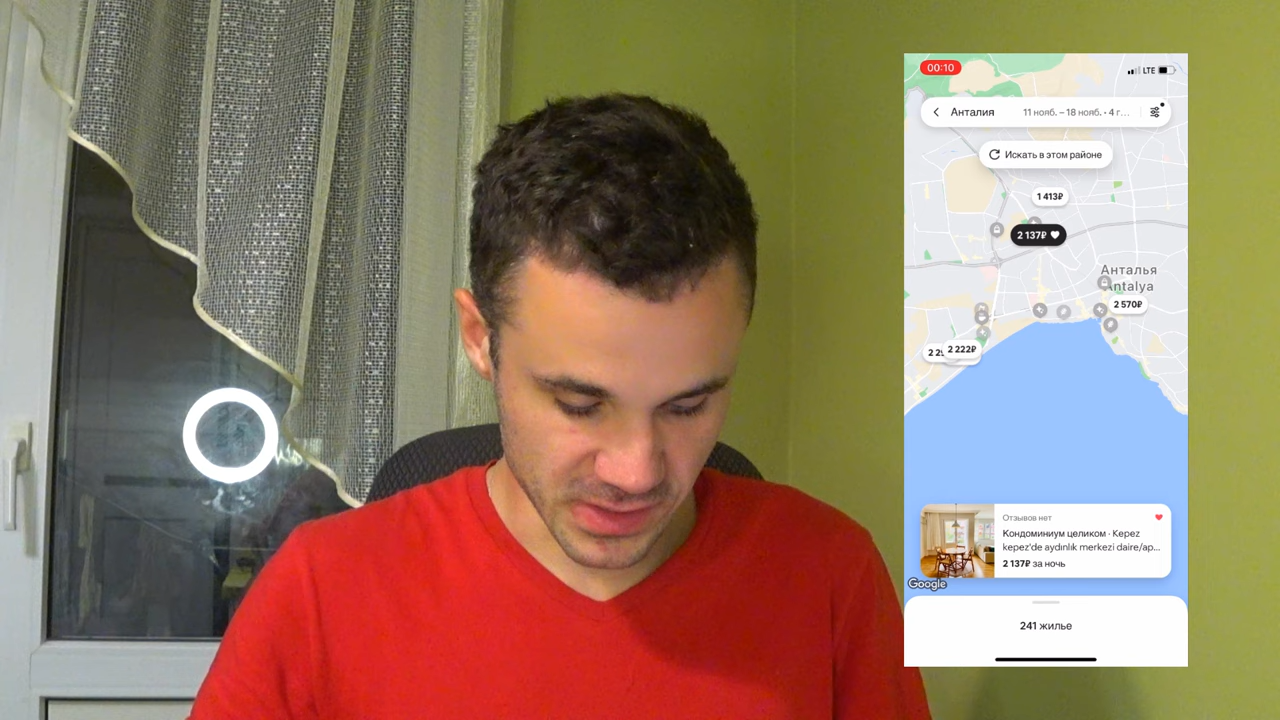 00:10
LTE
Анталия
11 нояб. – 18 нояб. • 4 г...
Искать в этом районе
1 413₽
2 137₽
Анталья
Antalya
2 570₽
2 222₽
Отзывов нет
Кондоминиум целиком · Kepez
kepez'de aydınlık merkezi daire/ap...
2 137₽ за ночь
Google
241 жилье